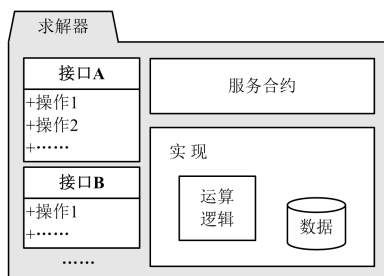 求解器
接口A
+操作1
+操作2
+……
接口B
+操作1
+……
……
服务合约
实 现
运算
逻辑
数据